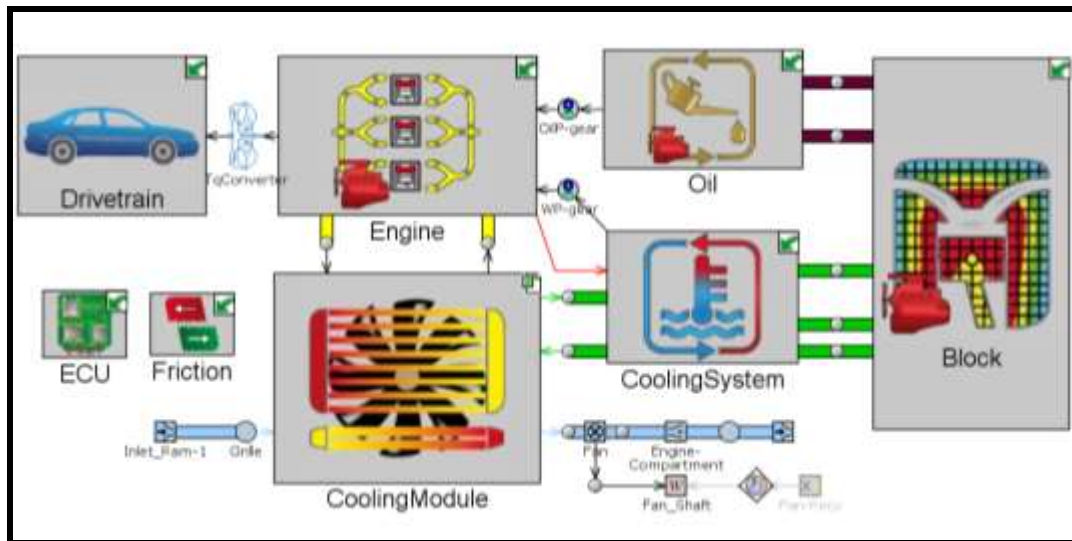 O/P-gear
Oil
TqConverter
Drivetrain
WP-gear
Engine
Block
ECU
Friction
CoolingSystem
Inlet_Ram-1
Grille
Fan
Engine-
Compartment
CoolingModule
Fan_Shaft